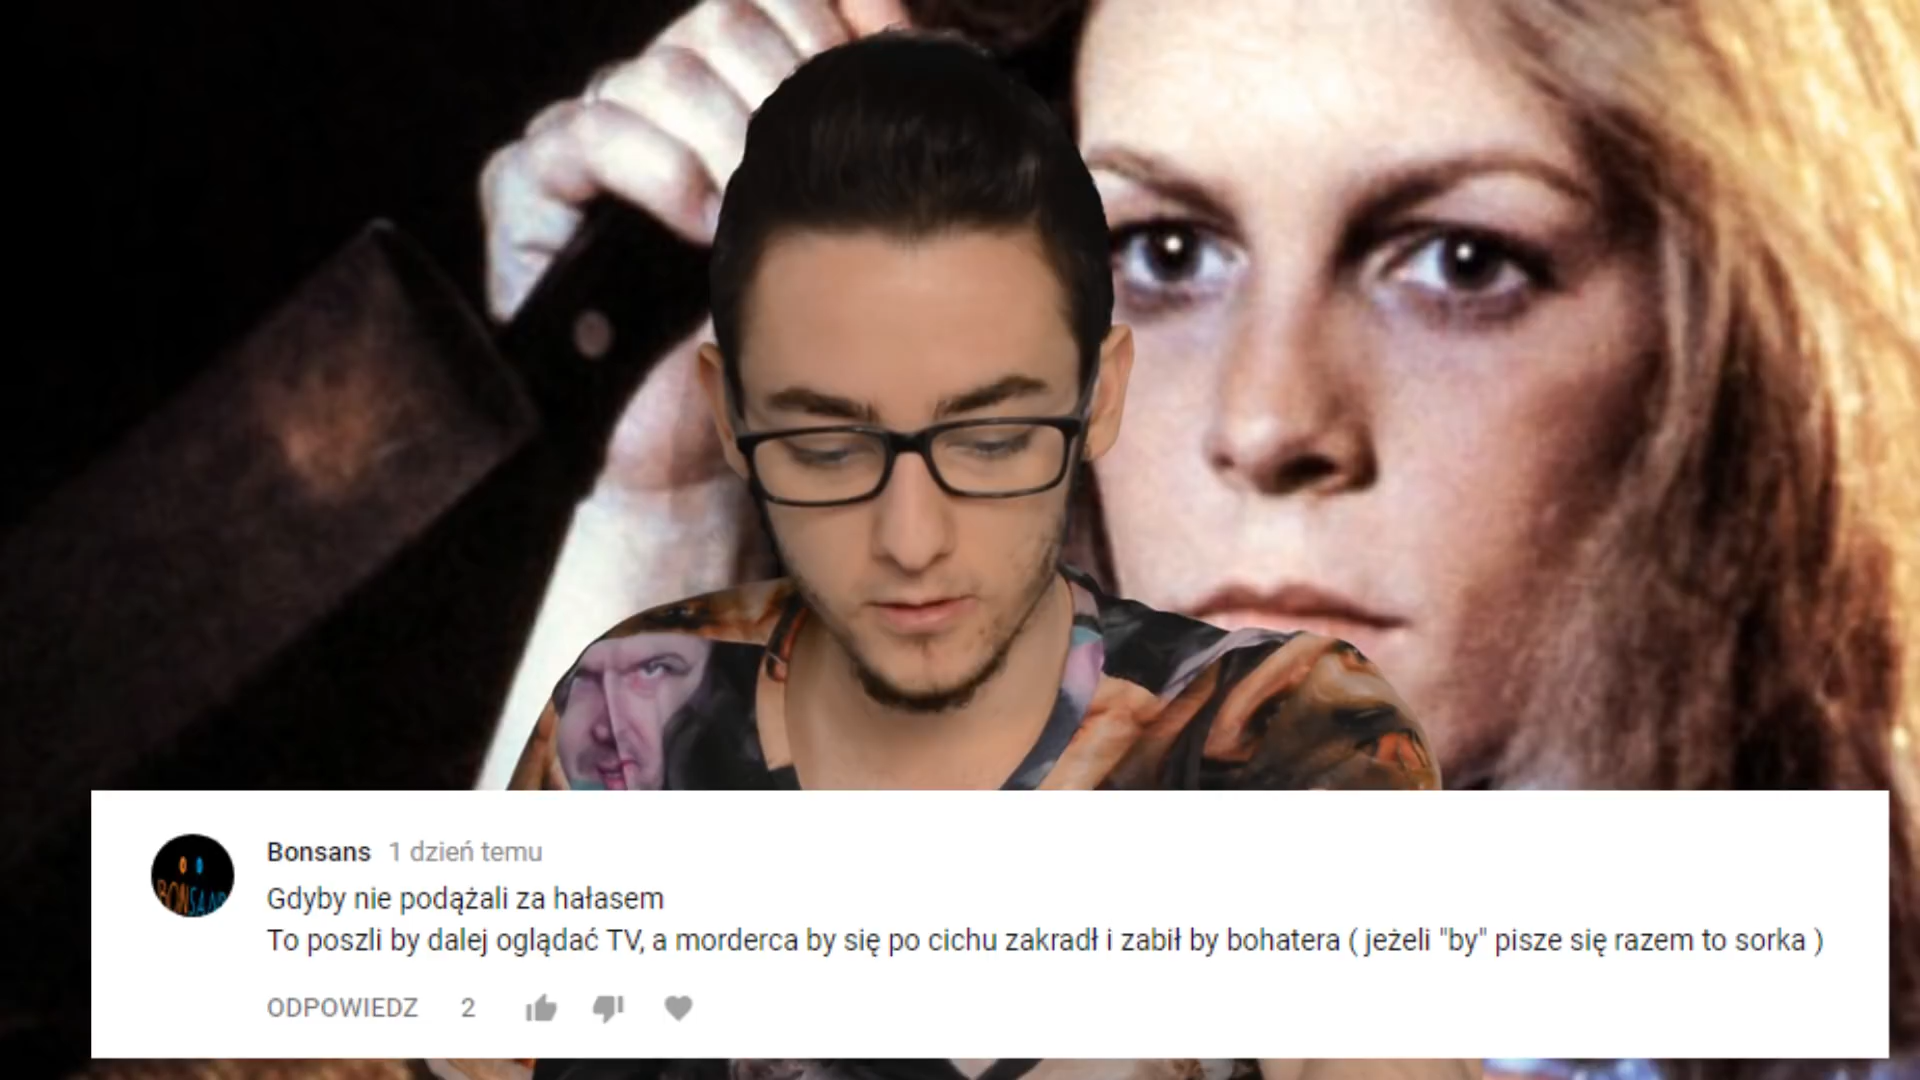 BONSANS
Bonsans 1 dzień temu
Gdyby nie podążali za hałasem
To poszli by dalej oglądać TV, a morderca by się po cichu zakradł i zabił by bohatera ( jeżeli "by" pisze się razem to sorka )
ODPOWIEDZ 2